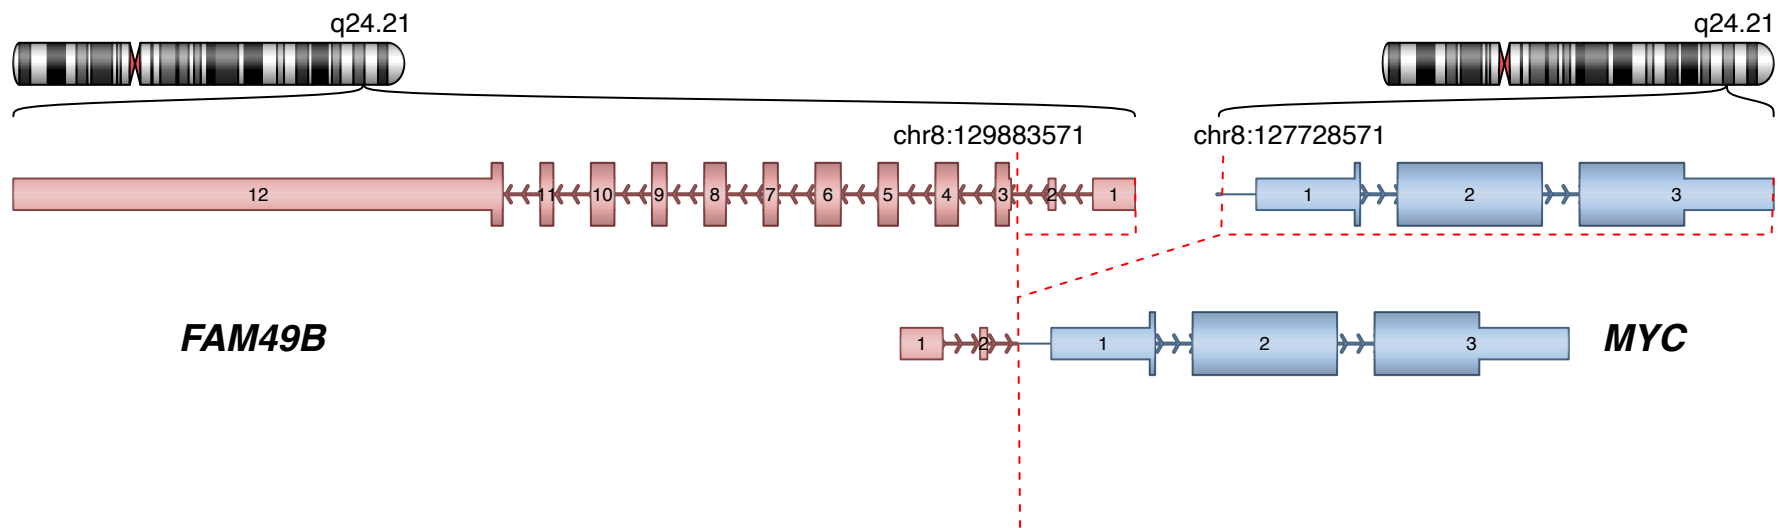 q24.21 q24.21
chr8:129883571 chr8:127728571
12 11 10 9 8 7 6 5 4 3 2 1 1 2 3
FAM49B 1 2 1 2 3 MYC